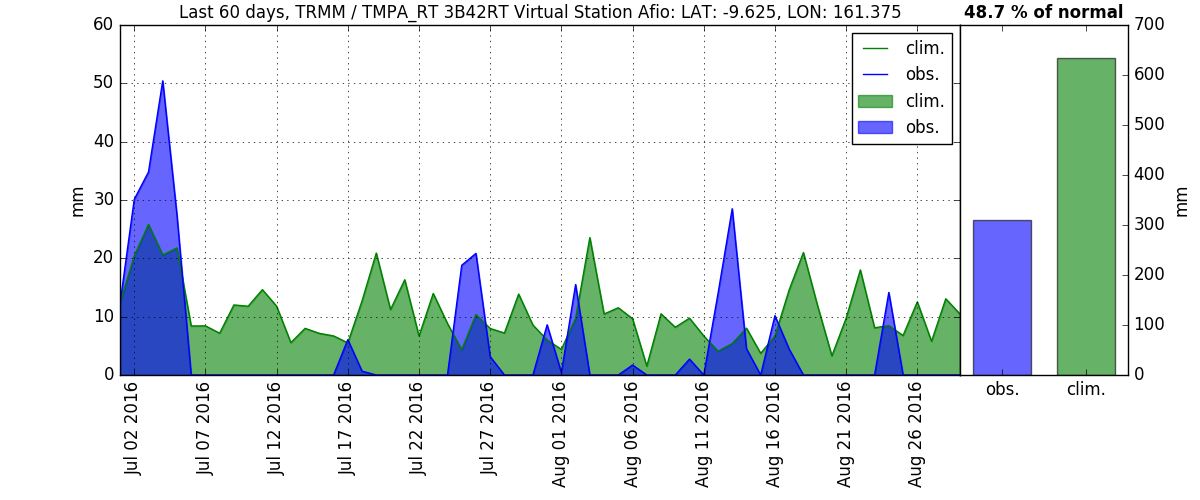 Last 60 days, TRMM / TMPA_RT 3B42RT Virtual Station Afio: LAT: -9.625, LON: 161.375
48.7 % of normal
60
50
40
30
20
10
0
mm
clim.
obs.
clim.
obs.
700
600
500
400
300
200
100
0
mm
obs.
clim.
Jul 02 2016
Jul 07 2016
Jul 12 2016
Jul 17 2016
Jul 22 2016
Jul 27 2016
Aug 01 2016
Aug 06 2016
Aug 11 2016
Aug 16 2016
Aug 21 2016
Aug 26 2016